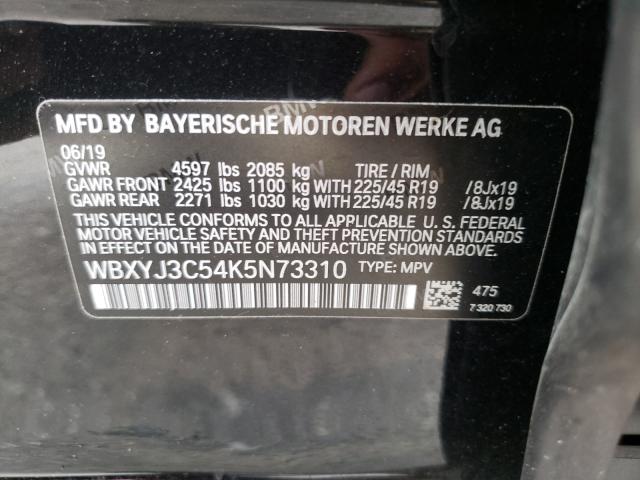 MFD BY BAYERISCHE MOTOREN WERKE AG
06/19
GVWR 4597 lbs 2085 kg TIRE / RIM
GAWR FRONT 2425 lbs 1100 kg WITH 225/45 R19 /8Jx19
GAWR REAR 2271 lbs 1030 kg WITH 225/45 R19 /8Jx19
THIS VEHICLE CONFORMS TO ALL APPLICABLE U. S. FEDERAL
MOTOR VEHICLE SAFETY AND THEFT PREVENTION STANDARDS
IN EFFECT ON THE DATE OF MANUFACTURE SHOWN ABOVE.
WBXYJ3C54K5N73310 TYPE: MPV
475
7 320 730